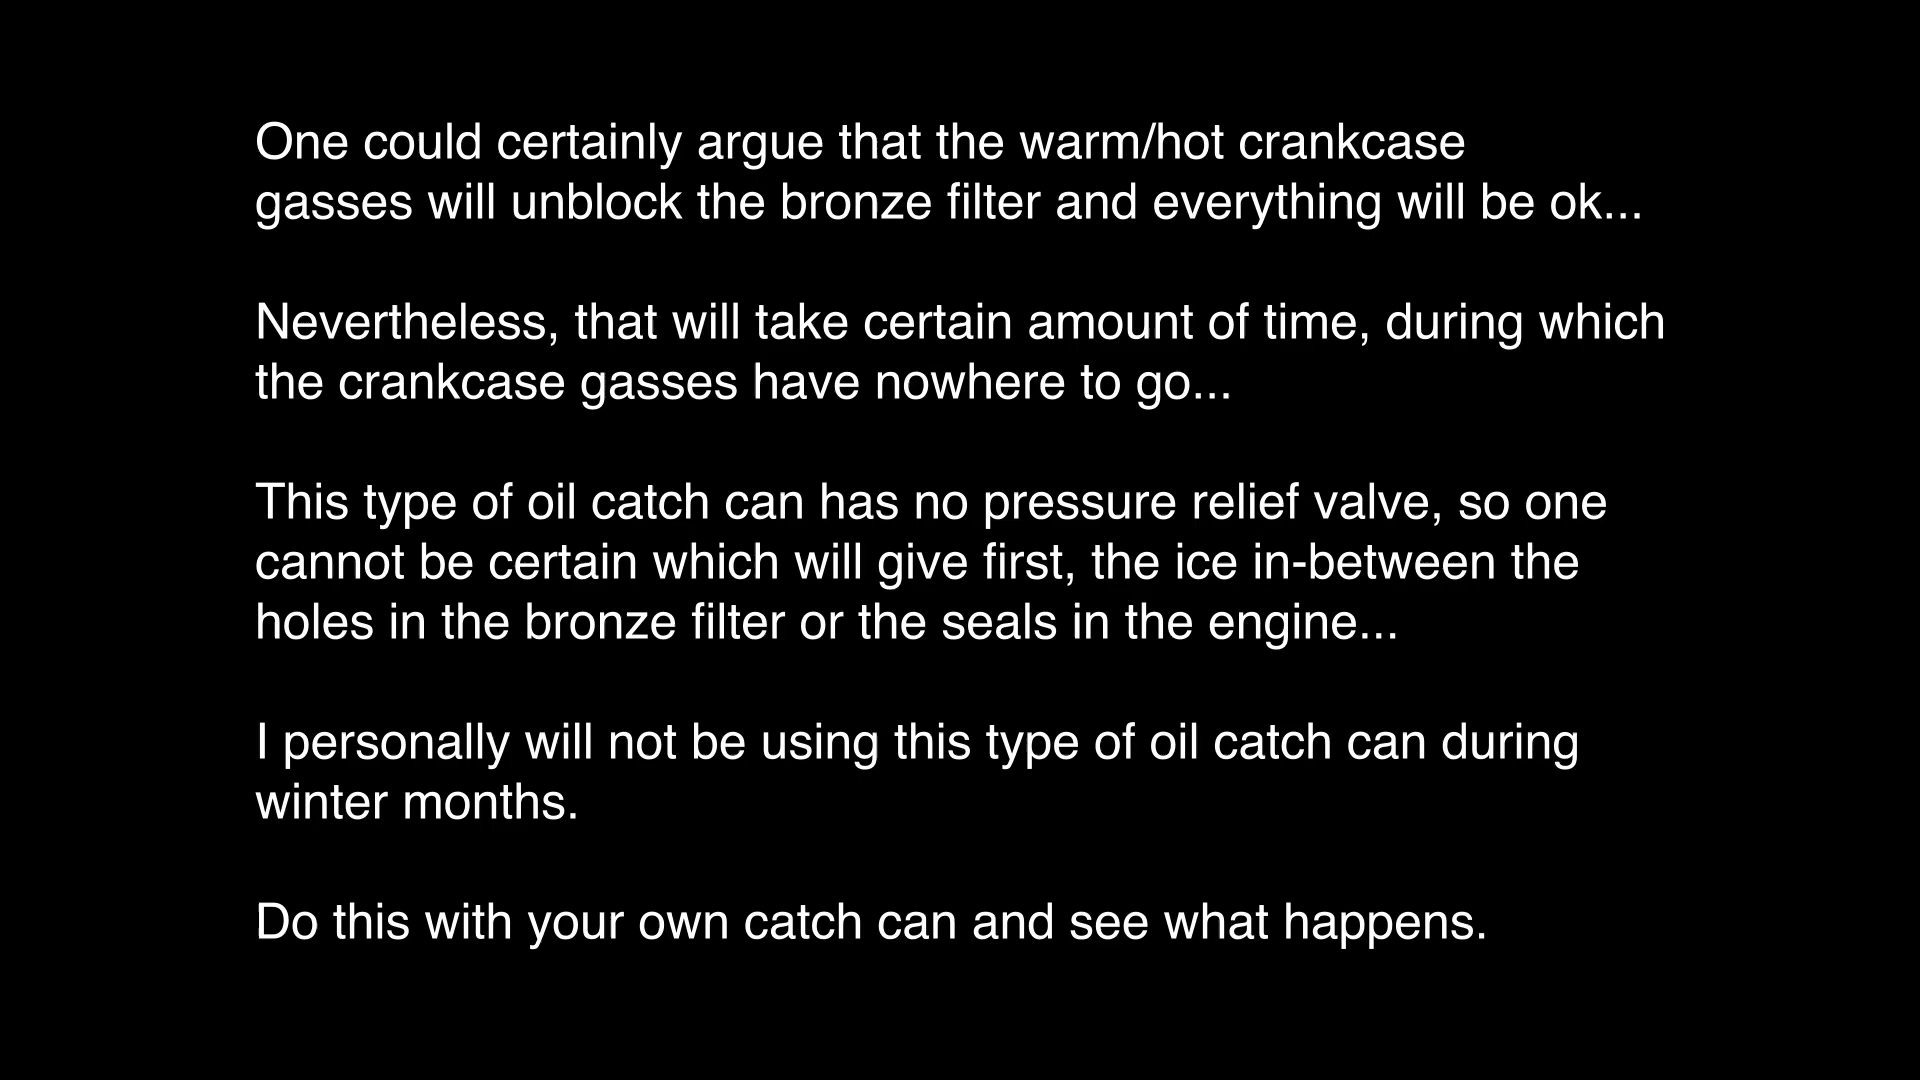 One could certainly argue that the warm/hot crankcase
gasses will unblock the bronze filter and everything will be ok...
Nevertheless, that will take certain amount of time, during which
the crankcase gasses have nowhere to go...
This type of oil catch can has no pressure relief valve, so one
cannot be certain which will give first, the ice in-between the
holes in the bronze filter or the seals in the engine...
I personally will not be using this type of oil catch can during
winter months.
Do this with your own catch can and see what happens.